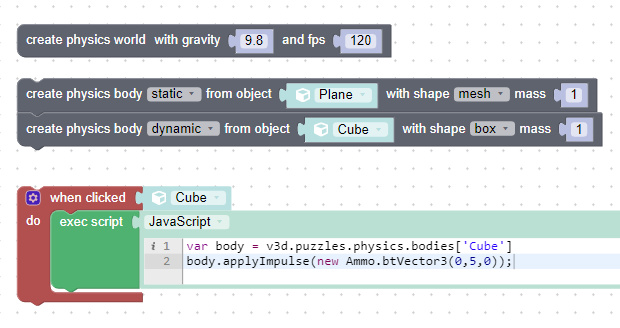 create physics world with gravity 9.8 and fps 120
create physics body static from object Plane with shape mesh mass 1
create physics body dynamic from object Cube with shape box mass 1
when clicked Cube
do exec script JavaScript
i 1 var body = v3d.puzzles.physics.bodies['Cube']
2 body.applyImpulse(new Ammo.btVector3(0,5,0));